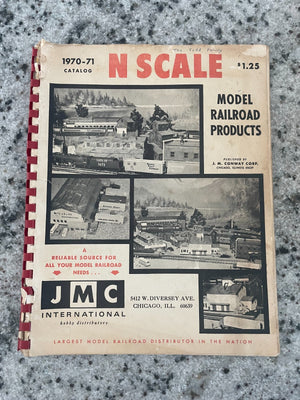 1970-71
CATALOG
N SCALE
$1.25
MODEL
RAILROAD
PRODUCTS
PUBLISHED BY
J. M. CONWAY CORP.
CHICAGO, ILLINOIS 60639
A
RELIABLE SOURCE FOR
ALL YOUR MODEL RAILROAD
NEEDS . . .
JMC
INTERNATIONAL
hobby distributors
5412 W. DIVERSEY AVE.
CHICAGO, ILL. 60639
LARGEST MODEL RAILROAD DISTRIBUTOR IN THE NATION